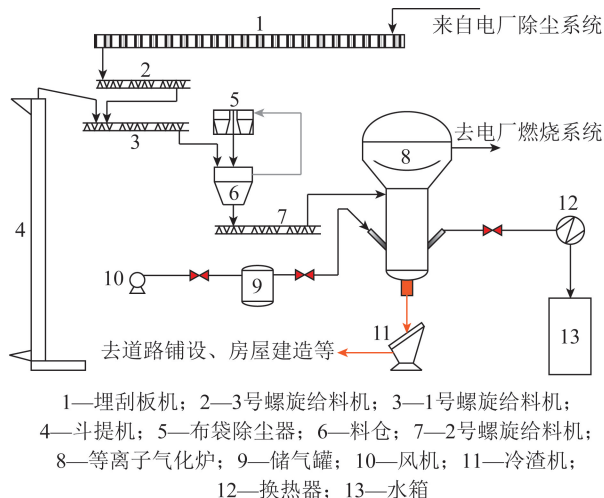 1
来自电厂除尘系统
2
3
5
4
6
7
8
去电厂燃烧系统
12
10
9
13
11
去道路铺设、房屋建造等
1—埋刮板机；2—3号螺旋给料机；3—1号螺旋给料机；
4—斗提机；5—布袋除尘器；6—料仓；7—2号螺旋给料机；
8—等离子气化炉；9—储气罐；10—风机；11—冷渣机；
12—换热器；13—水箱